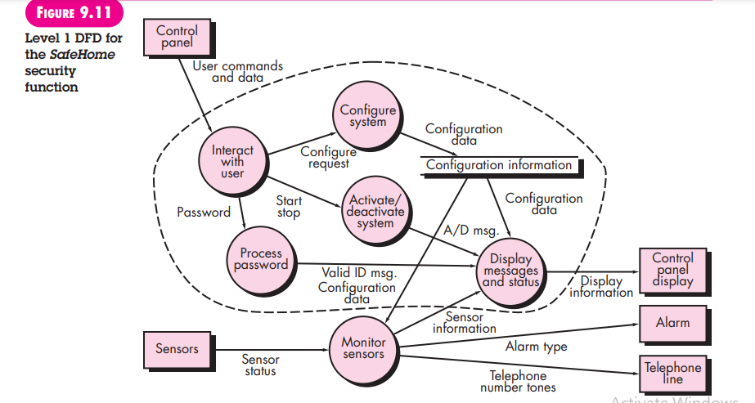 FIGURE 9.11
Level 1 DFD for
the SafeHome
security
function
Control
panel
User commands
and data
Configure
system
Configuration
data
Interact
with
user
Configure
request
Configuration information
Password
Start
stop
Activate/
deactivate
system
Configuration
data
A/D msg.
Process
password
Valid ID msg.
Configuration
data
Display
messages
and status
Display
information
Control
panel
display
Sensors
Sensor
status
Monitor
sensors
Sensor
information
Alarm type
Alarm
Telephone
number tones
Telephone
line